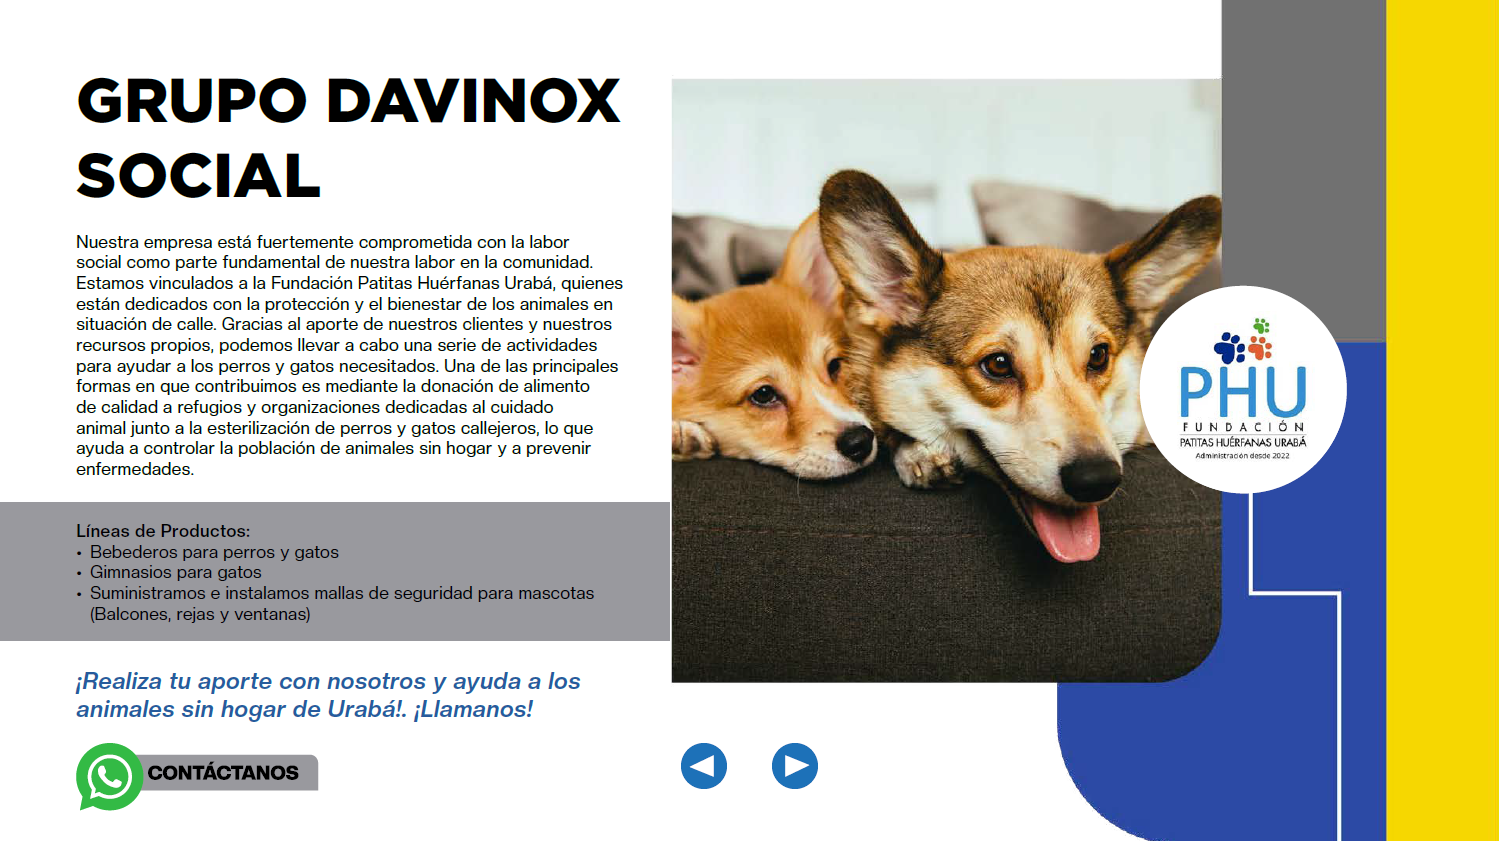 GRUPO DAVINOX
SOCIAL
Nuestra empresa está fuertemente comprometida con la labor
social como parte fundamental de nuestra labor en la comunidad.
Estamos vinculados a la Fundación Patitas Huérfanas Urabá, quienes
están dedicados con la protección y el bienestar de los animales en
situación de calle. Gracias al aporte de nuestros clientes y nuestros
recursos propios, podemos llevar a cabo una serie de actividades
para ayudar a los perros y gatos necesitados. Una de las principales
formas en que contribuimos es mediante la donación de alimento
de calidad a refugios y organizaciones dedicadas al cuidado
animal junto a la esterilización de perros y gatos callejeros, lo que
ayuda a controlar la población de animales sin hogar y a prevenir
enfermedades.
Líneas de Productos:
• Bebederos para perros y gatos
• Gimnasios para gatos
• Suministramos e instalamos mallas de seguridad para mascotas
(Balcones, rejas y ventanas)
¡Realiza tu aporte con nosotros y ayuda a los
animales sin hogar de Urabá!. ¡Llamanos!
CONTÁCTANOS
PHU
FUNDACIÓN
PATITAS HUÉRFANAS URABÁ
Administración desde 2022